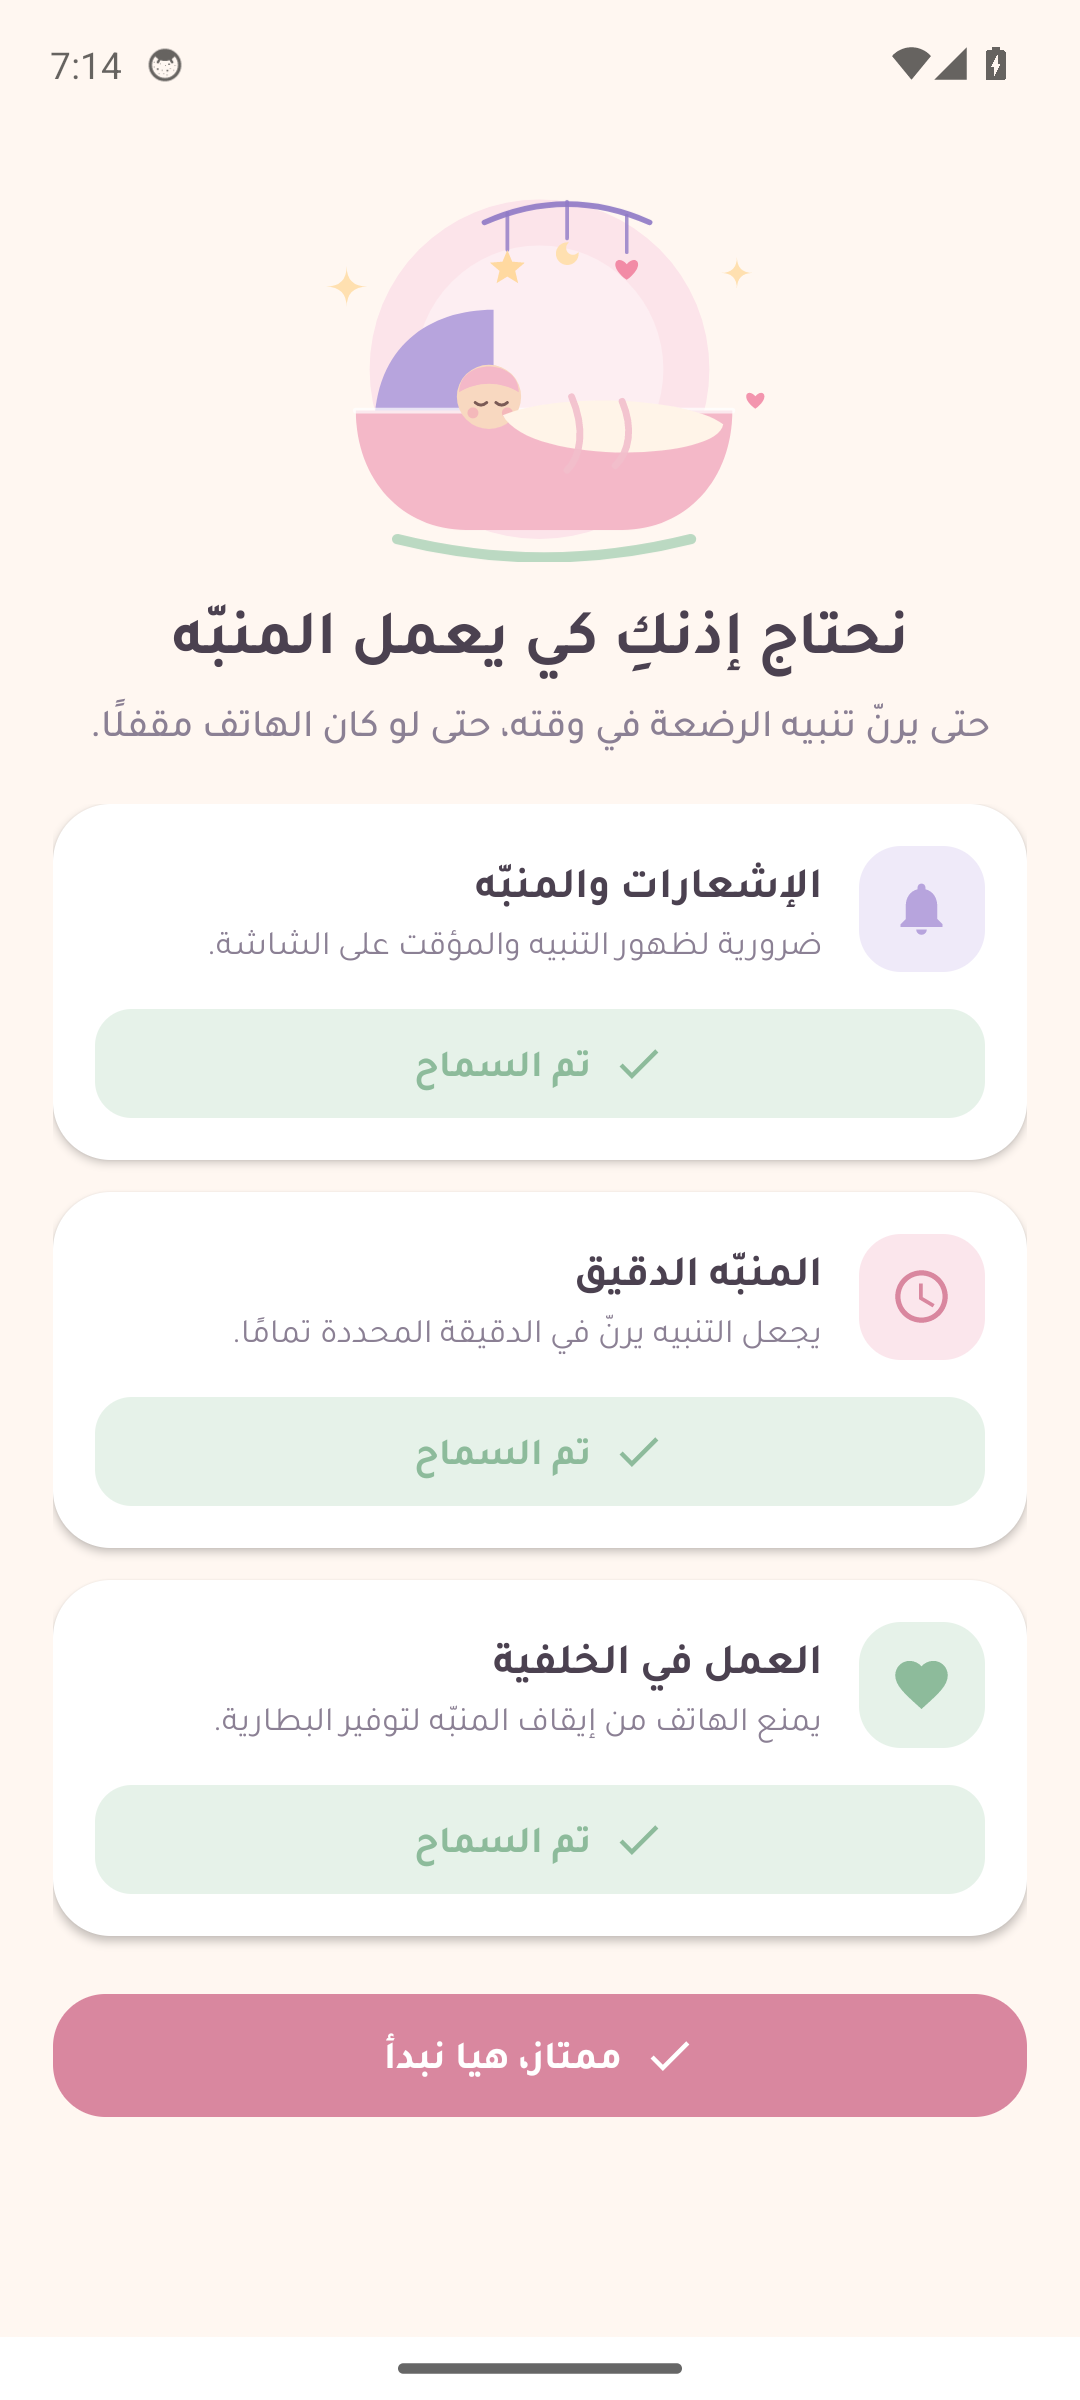 7:14
نحتاج إذنكِ كي يعمل المنبّه
حتى يرنّ تنبيه الرضعة في وقته، حتى لو كان الهاتف مقفلًا.
الإشعارات والمنبّه
ضرورية لظهور التنبيه والمؤقت على الشاشة.
تم السماح
المنبّه الدقيق
يجعل التنبيه يرنّ في الدقيقة المحددة تمامًا.
تم السماح
العمل في الخلفية
يمنع الهاتف من إيقاف المنبّه لتوفير البطارية.
تم السماح
ممتاز، هيا نبدأ